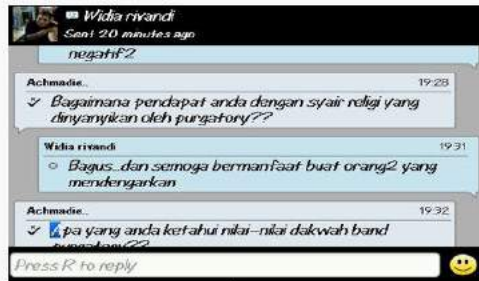 Widia rivandi
Sent 20 minutes ago
negatif2
Achmadie.. 19:28
Bagaimana pendapat anda dengan syair religi yang
dinyanyikan oleh purgatory??
Widia rivandi 19:31
Bagus..dan semoga bermanfaat buat orang2 yang
mendengarkan
Achmadie.. 19:32
Apa yang anda ketahui nilai-nilai dakwah band
purgatory??
Press R to reply